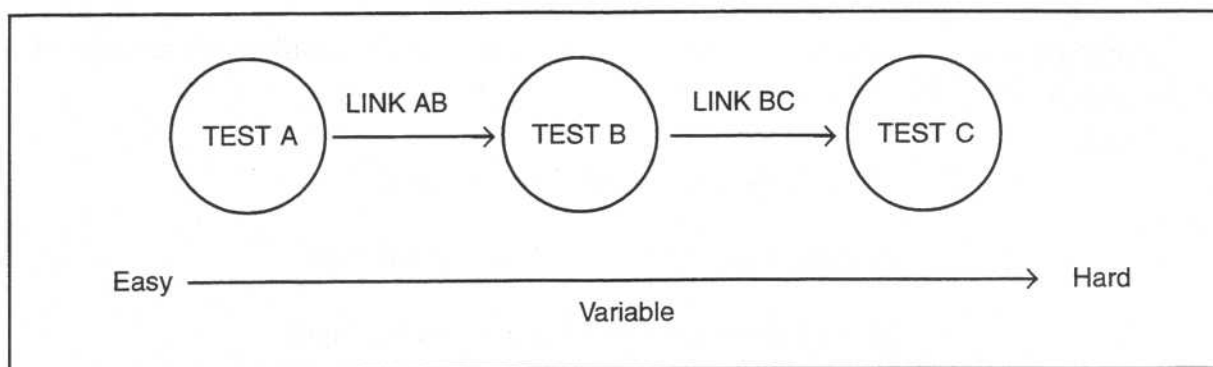 LINK AB
LINK BC
TEST A
TEST B
TEST C
Easy
Hard
Variable